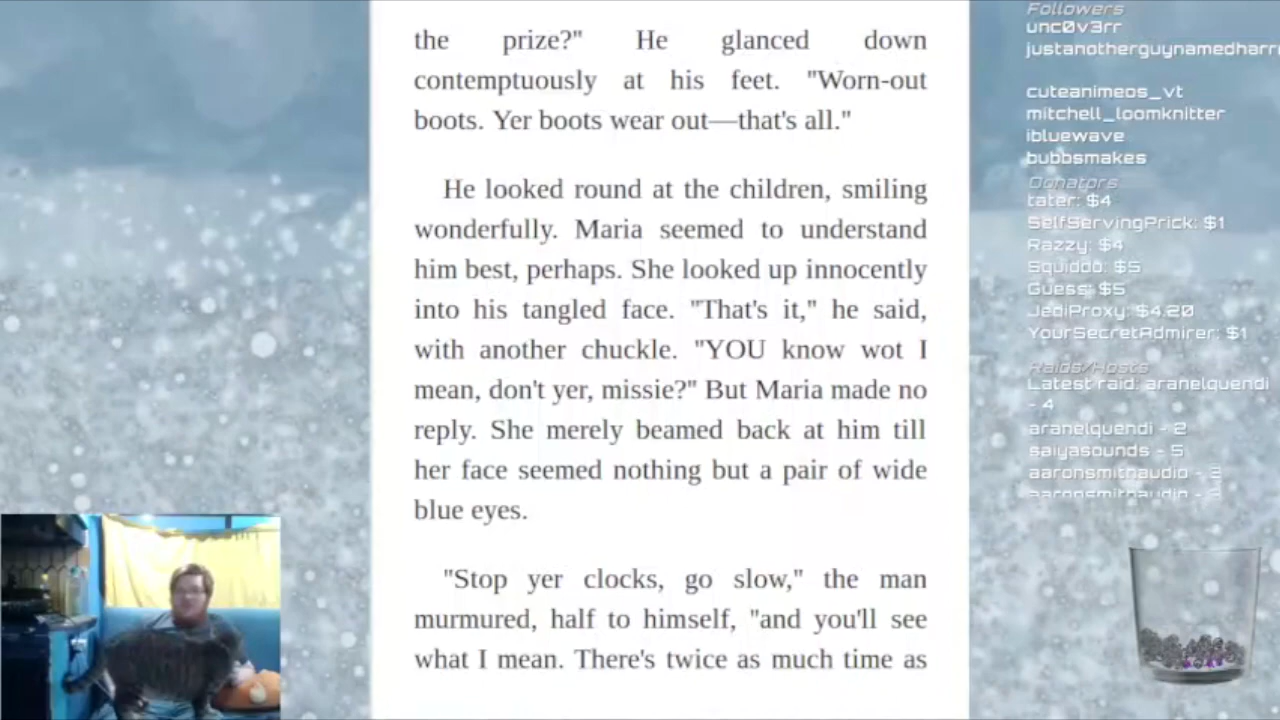 the prize?" He glanced down
contemptuously at his feet. "Worn-out
boots. Yer boots wear out—that's all."
He looked round at the children, smiling
wonderfully. Maria seemed to understand
him best, perhaps. She looked up innocently
into his tangled face. "That's it," he said,
with another chuckle. "YOU know wot I
mean, don't yer, missie?" But Maria made no
reply. She merely beamed back at him till
her face seemed nothing but a pair of wide
blue eyes.
"Stop yer clocks, go slow," the man
murmured, half to himself, "and you'll see
what I mean. There's twice as much time as
Followers
unc0v3rr
justanotherguynamedharr
cuteanimeos_vt
mitchell_loomknitter
ibluewave
bubbsmakes
Donators
tater: $4
SelfServingPrick: $1
Razzy: $4
Squiddo: $5
Guess: $5
JediProxy: $4.20
YourSecretAdmirer: $1
Raids/Hosts
Latest raid: aranelquendi
- 4
aranelquendi - 2
saiyasounds - 5
aaronsmithaudio - 3
aaronsmithaudio -